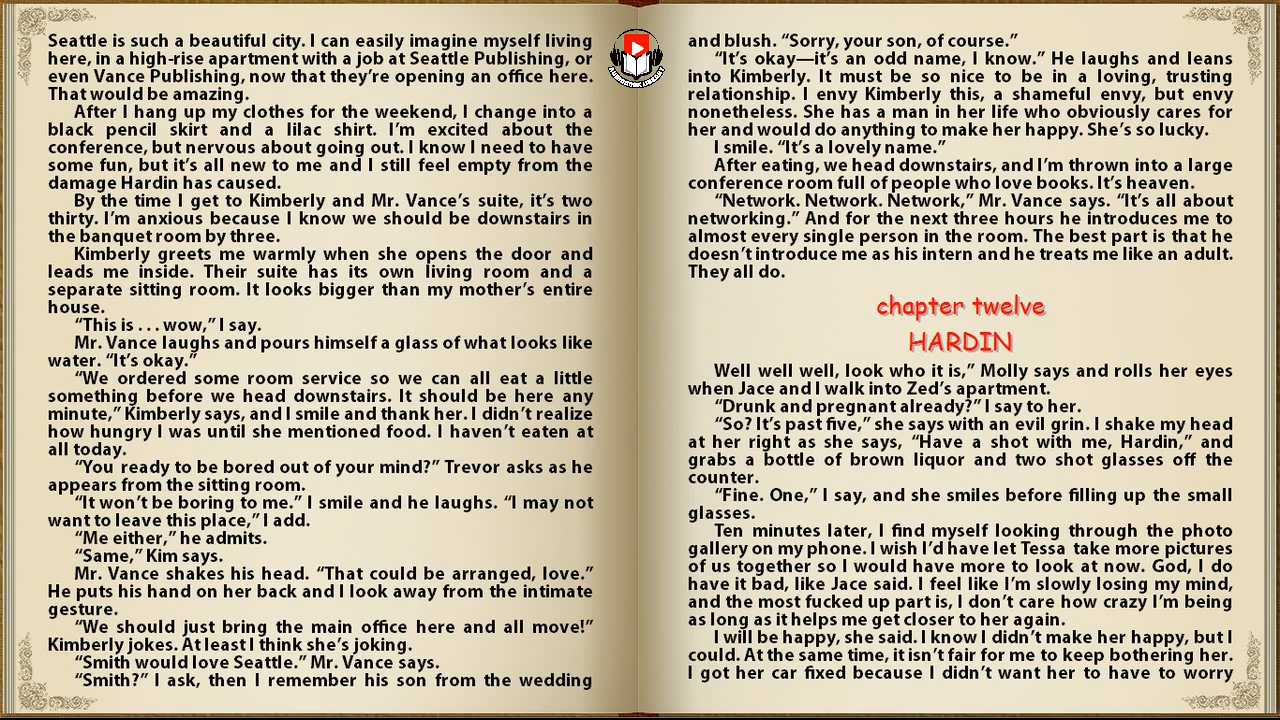 Seattle is such a beautiful city. I can easily imagine myself living
here, in a high-rise apartment with a job at Seattle Publishing, or
even Vance Publishing, now that they’re opening an office here.
That would be amazing.
After I hang up my clothes for the weekend, I change into a
black pencil skirt and a lilac shirt. I’m excited about the
conference, but nervous about going out. I know I need to have
some fun, but it’s all new to me and I still feel empty from the
damage Hardin has caused.
By the time I get to Kimberly and Mr. Vance’s suite, it’s two
thirty. I’m anxious because I know we should be downstairs in
the banquet room by three.
Kimberly greets me warmly when she opens the door and
leads me inside. Their suite has its own living room and a
separate sitting room. It looks bigger than my mother’s entire
house.
“This is . . . wow,” I say.
Mr. Vance laughs and pours himself a glass of what looks like
water. “It’s okay.”
“We ordered some room service so we can all eat a little
something before we head downstairs. It should be here any
minute,” Kimberly says, and I smile and thank her. I didn’t realize
how hungry I was until she mentioned food. I haven’t eaten at
all today.
“You ready to be bored out of your mind?” Trevor asks as he
appears from the sitting room.
“It won’t be boring to me.” I smile and he laughs. “I may not
want to leave this place,” I add.
“Me either,” he admits.
“Same,” Kim says.
Mr. Vance shakes his head. “That could be arranged, love.”
He puts his hand on her back and I look away from the intimate
gesture.
“We should just bring the main office here and all move!”
Kimberly jokes. At least I think she’s joking.
“Smith would love Seattle.” Mr. Vance says.
“Smith?” I ask, then I remember his son from the wedding
and blush. “Sorry, your son, of course.”
“It’s okay—it’s an odd name, I know.” He laughs and leans
into Kimberly. It must be so nice to be in a loving, trusting
relationship. I envy Kimberly this, a shameful envy, but envy
nonetheless. She has a man in her life who obviously cares for
her and would do anything to make her happy. She’s so lucky.
I smile. “It’s a lovely name.”
After eating, we head downstairs, and I’m thrown into a large
conference room full of people who love books. It’s heaven.
“Network. Network. Network,” Mr. Vance says. “It’s all about
networking.” And for the next three hours he introduces me to
almost every single person in the room. The best part is that he
doesn’t introduce me as his intern and he treats me like an adult.
They all do.
chapter twelve
HARDIN
Well well well, look who it is,” Molly says and rolls her eyes
when Jace and I walk into Zed’s apartment.
“Drunk and pregnant already?” I say to her.
“So? It’s past five,” she says with an evil grin. I shake my head
at her right as she says, “Have a shot with me, Hardin,” and
grabs a bottle of brown liquor and two shot glasses off the
counter.
“Fine. One,” I say, and she smiles before filling up the small
glasses.
Ten minutes later, I find myself looking through the photo
gallery on my phone. I wish I’d have let Tessa take more pictures
of us together so I would have more to look at now. God, I do
have it bad, like Jace said. I feel like I’m slowly losing my mind,
and the most fucked up part is, I don’t care how crazy I’m being
as long as it helps me get closer to her again.
I will be happy, she said. I know I didn’t make her happy, but I
could. At the same time, it isn’t fair for me to keep bothering her.
I got her car fixed because I didn’t want her to have to worry